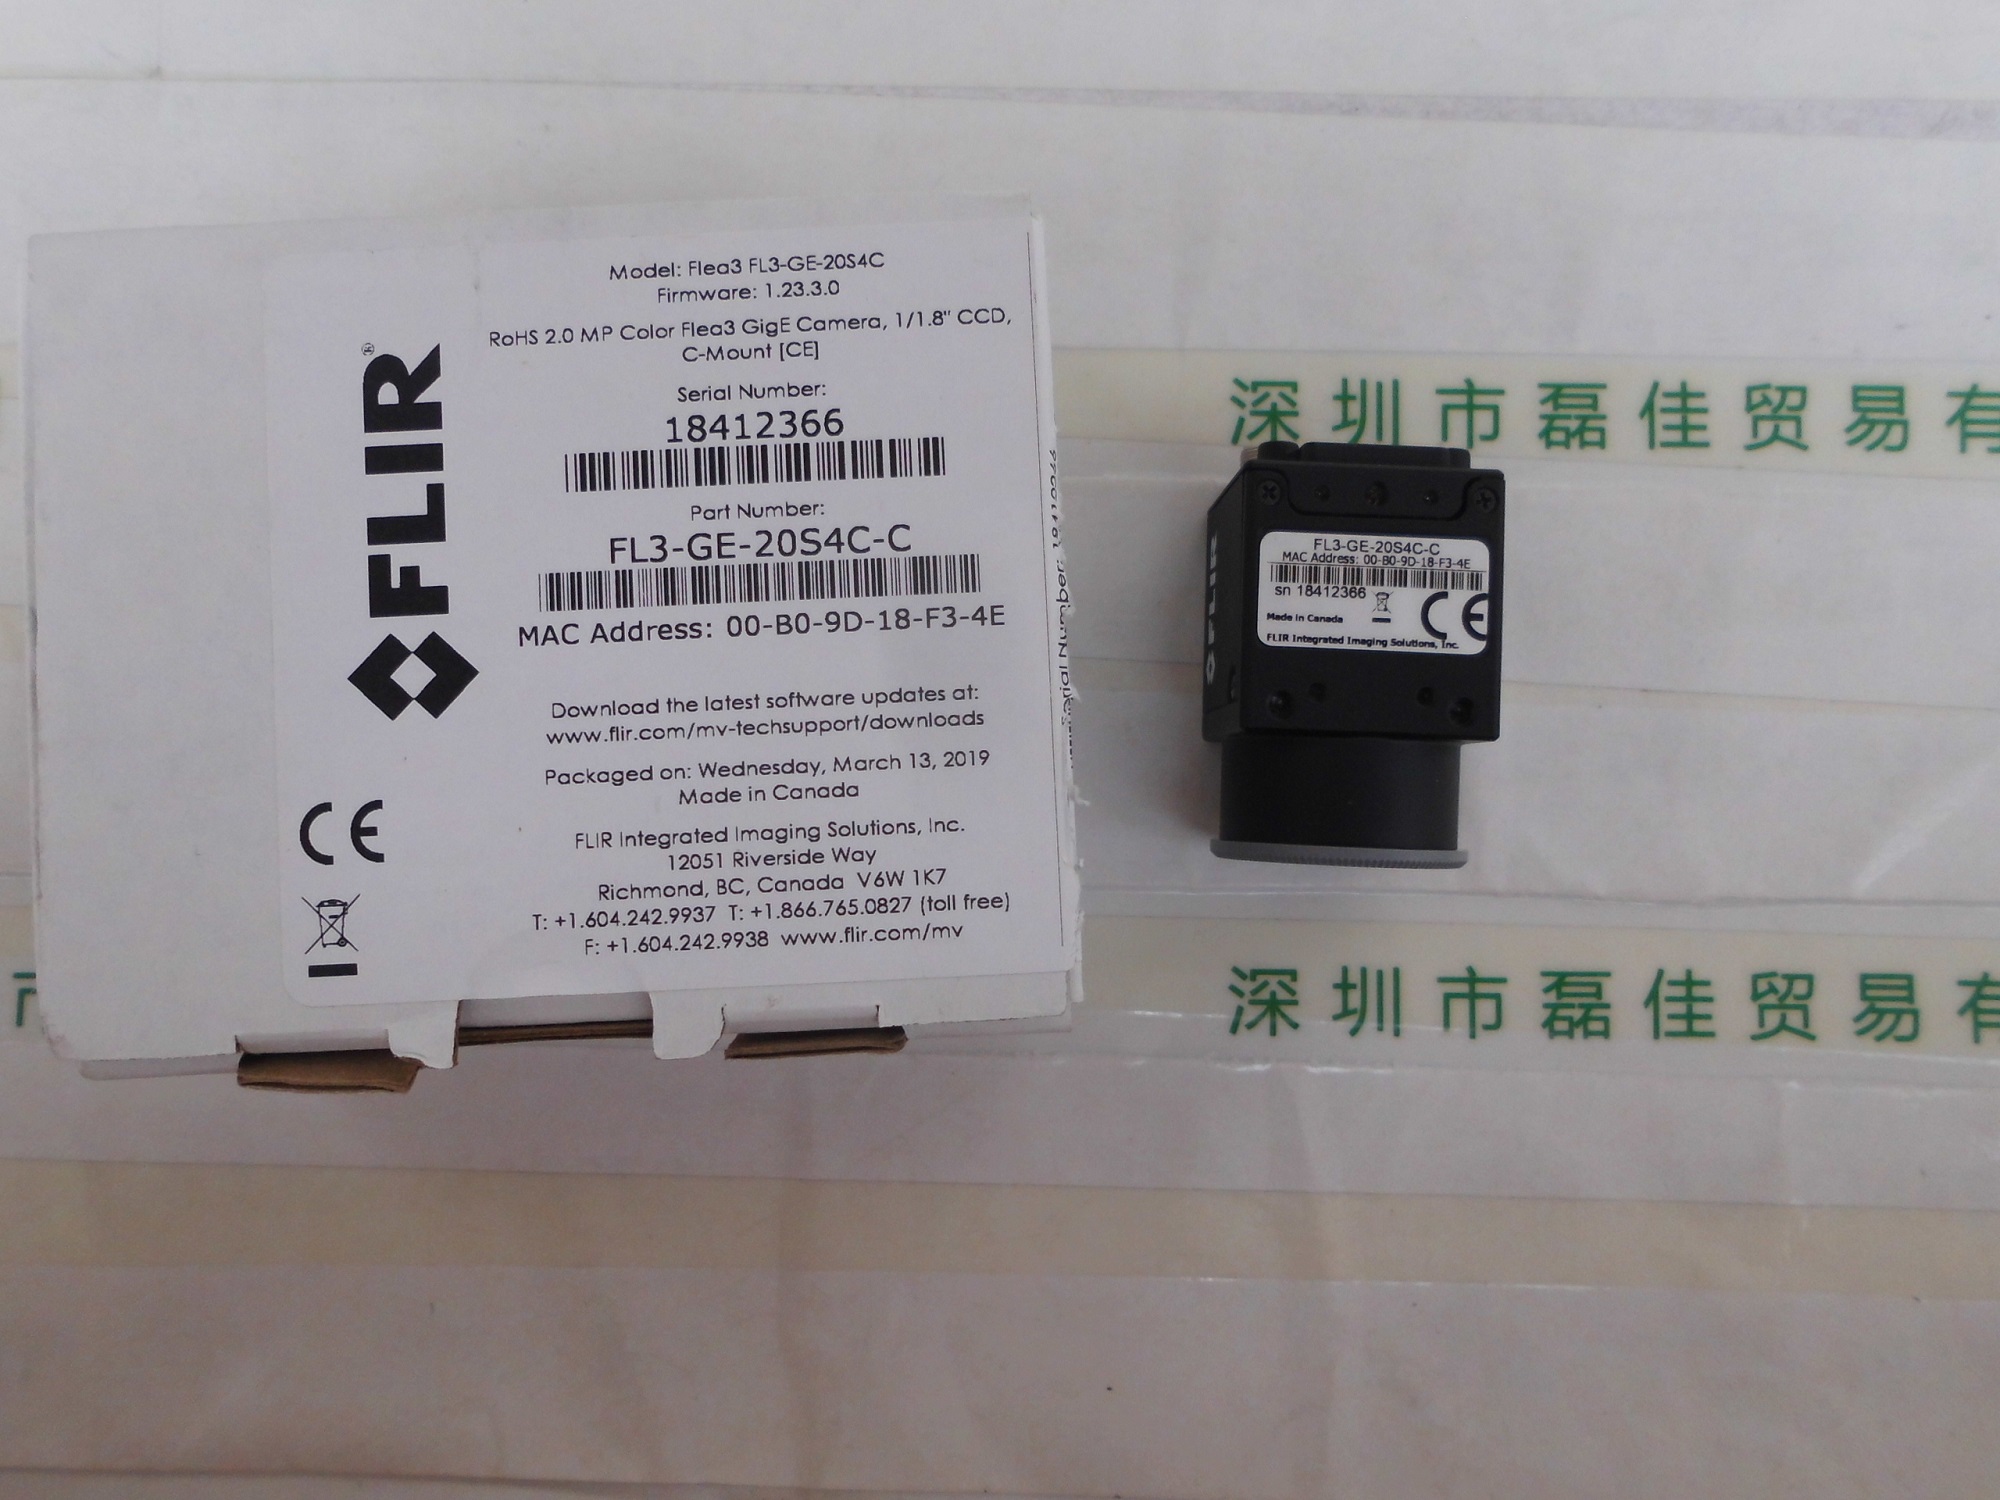 Model: Flea3 FL3-GE-20S4C
Firmware: 1.23.3.0
RoHS 2.0 MP Color Flea3 GigE Camera, 1/1.8" CCD,
C-Mount [CE]
Serial Number:
18412366
Part Number:
FL3-GE-20S4C-C
MAC Address: 00-B0-9D-18-F3-4E
Download the latest software updates at:
www.flir.com/mv-techsupport/downloads
Packaged on: Wednesday, March 13, 2019
Made in Canada
FLIR Integrated Imaging Solutions, Inc.
12051 Riverside Way
Richmond, BC, Canada V6W 1K7
T: +1.604.242.9937 T: +1.866.765.0827 (toll free)
F: +1.604.242.9938 www.flir.com/mv
FLIR®
CE
深圳市磊佳贸易有
FLIR
FL3-GE-20S4C-C
MAC Address: 00-B0-9D-18-F3-4E
sn 18412366
CE
Made in Canada
FLIR Integrated Imaging Solutions, Inc.
市
深圳市磊佳贸易有